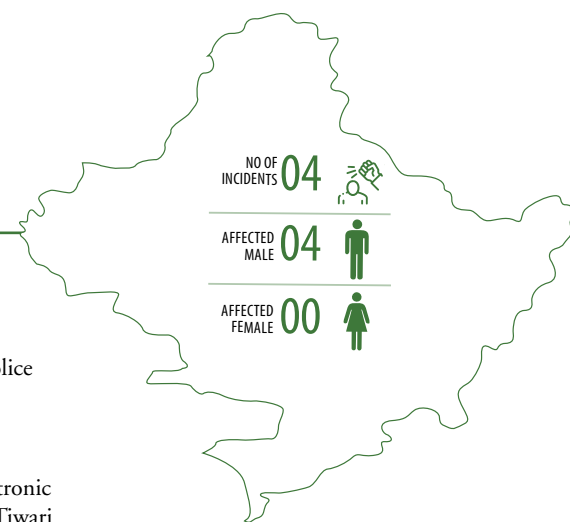 NO OF
INCIDENTS 04
AFFECTED
MALE 04
AFFECTED
FEMALE 00
lice
tronic
Tiwari